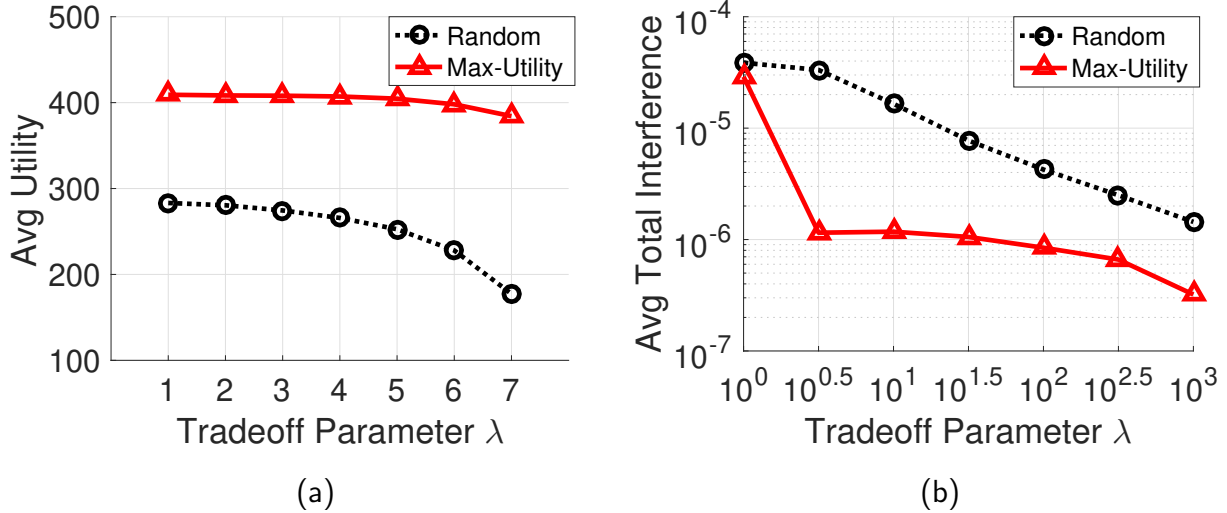 500
400
300
200
100
Avg Utility
Random
Max-Utility
1 2 3 4 5 6 7
Tradeoff Parameter λ
(a)
10^-4
10^-5
10^-6
10^-7
Avg Total Interference
Random
Max-Utility
10^0 10^0.5 10^1 10^1.5 10^2 10^2.5 10^3
Tradeoff Parameter λ
(b)